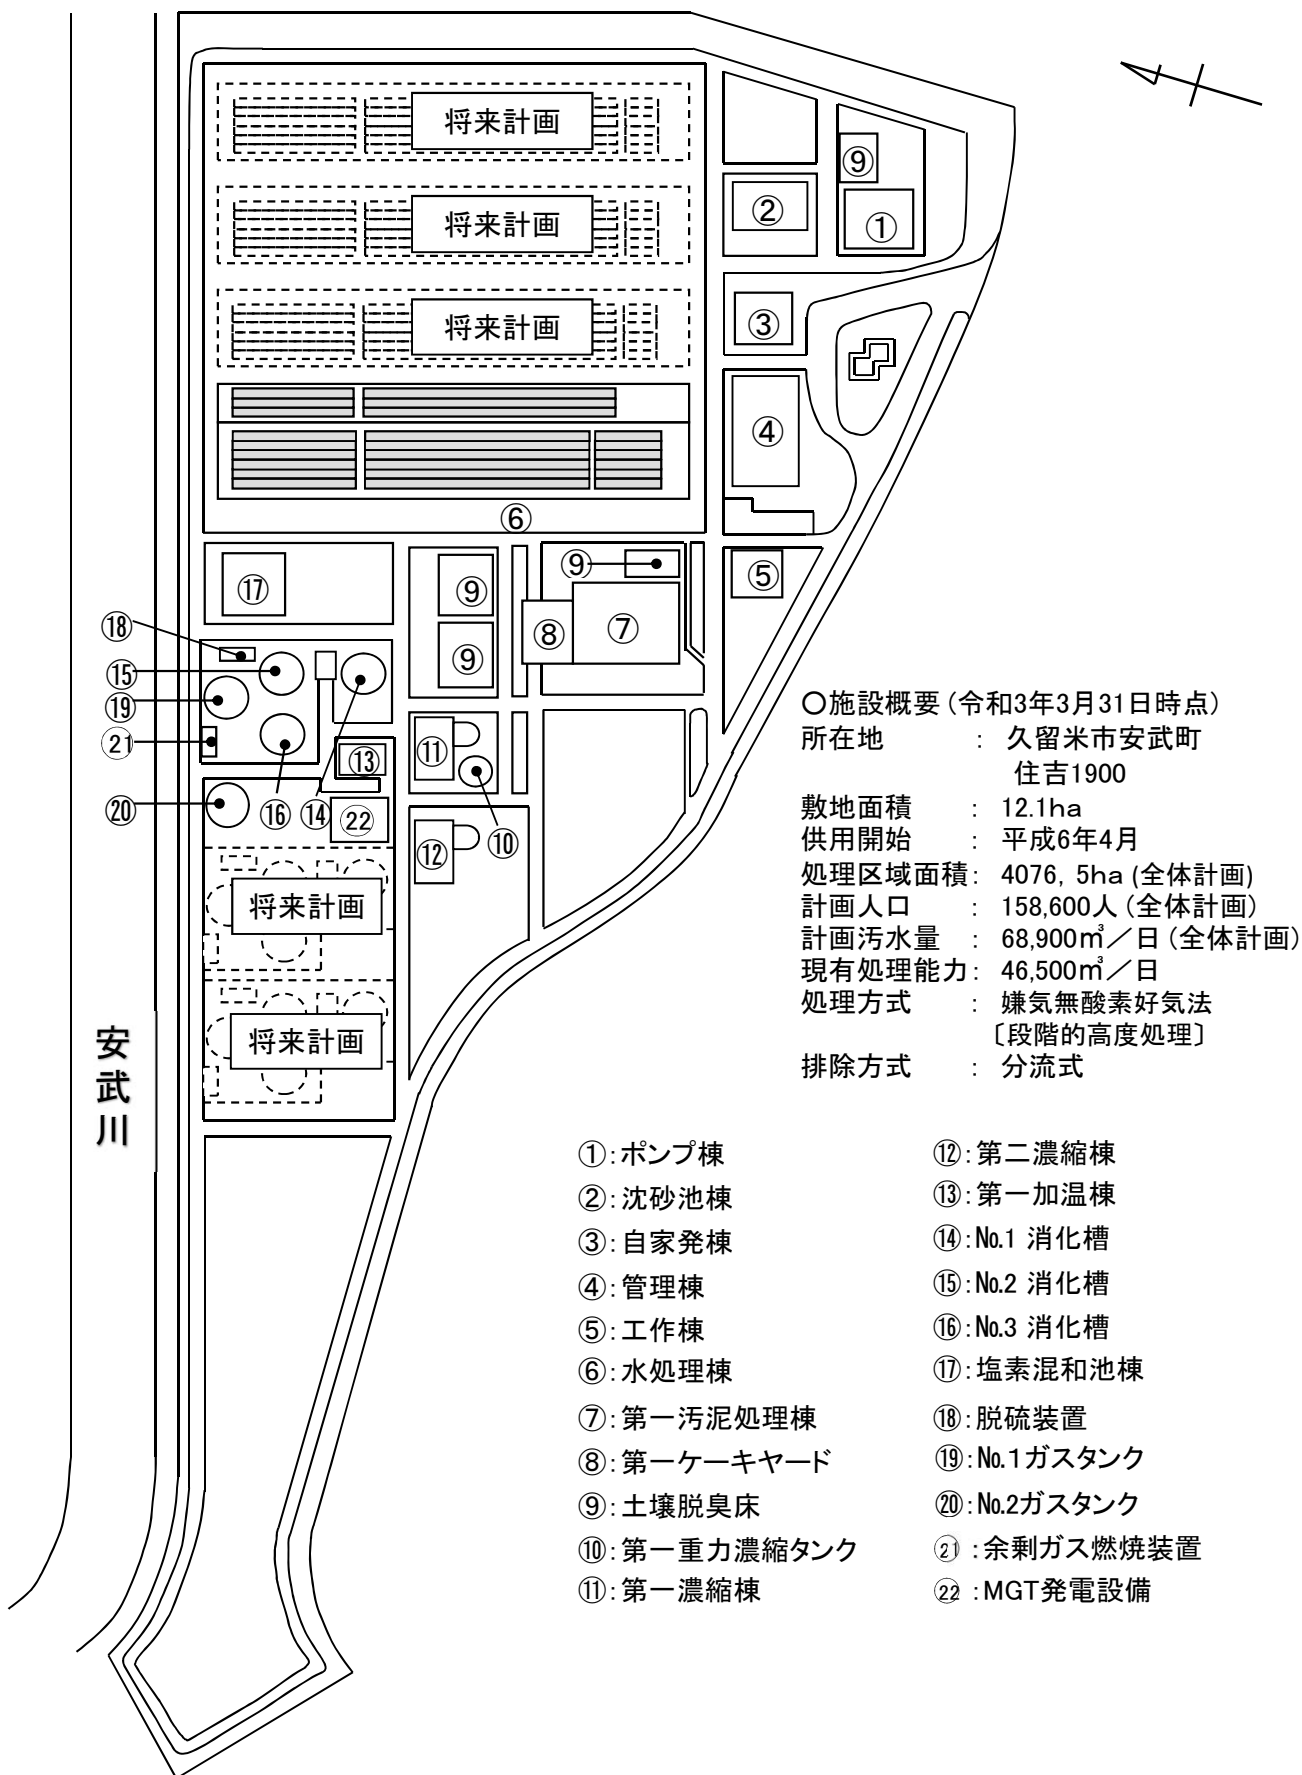 将来計画
⑨
②
①
将来計画
③
将来計画
④
⑥
⑨
⑤
⑰
⑨
⑧
⑦
⑱
⑨
⑮
⑲
㉑
⑪
⑬
⑳
⑯
⑭
㉒
⑫
⑩
将来計画
将来計画
安武川
○施設概要(令和3年3月31日時点)
所在地 : 久留米市安武町
住吉1900
敷地面積 : 12.1ha
供用開始 : 平成6年4月
処理区域面積: 4076, 5ha (全体計画)
計画人口 : 158,600人(全体計画)
計画汚水量 : 68,900㎥/日(全体計画)
現有処理能力: 46,500㎥/日
処理方式 : 嫌気無酸素好気法
〔段階的高度処理〕
排除方式 : 分流式
①:ポンプ棟
②:沈砂池棟
③:自家発棟
④:管理棟
⑤:工作棟
⑥:水処理棟
⑦:第一汚泥処理棟
⑧:第一ケーキヤード
⑨:土壌脱臭床
⑩:第一重力濃縮タンク
⑪:第一濃縮棟
⑫:第二濃縮棟
⑬:第一加温棟
⑭:№1 消化槽
⑮:№2 消化槽
⑯:№3 消化槽
⑰:塩素混和池棟
⑱:脱硫装置
⑲:№1ガスタンク
⑳:№2ガスタンク
㉑:余剰ガス燃焼装置
㉒:MGT発電設備